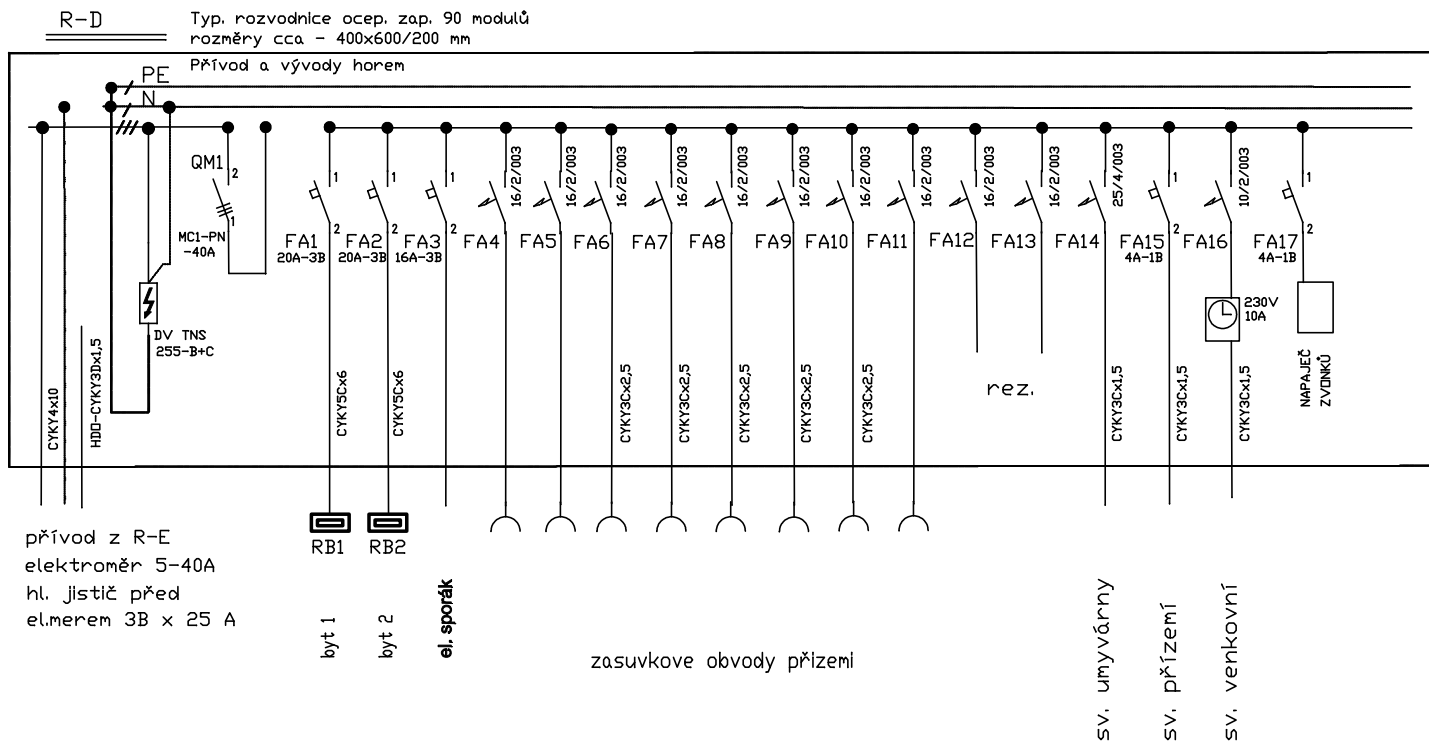 R-D
Typ. rozvodnice ocep. zap. 90 modulů
rozměry cca - 400x600/200 mm
Přívod a vývody horem
PE
N
QM1
2
1
MC1-PN
-40A
DV TNS
255-B+C
CYKY4x10
HDO-CYKY3Dx1,5
1
2
FA1
20A-3B
CYKY5Cx6
1
2
FA2
20A-3B
CYKY5Cx6
1
2
FA3
16A-3B
16/2/003
FA4
16/2/003
FA5
16/2/003
FA6
CYKY3Cx2,5
16/2/003
FA7
CYKY3Cx2,5
16/2/003
FA8
CYKY3Cx2,5
16/2/003
FA9
CYKY3Cx2,5
16/2/003
FA10
CYKY3Cx2,5
FA11
16/2/003
FA12
16/2/003
FA13
rez.
25/4/003
FA14
CYKY3Cx1,5
1
2
FA15
4A-1B
CYKY3Cx1,5
10/2/003
FA16
230V
10A
CYKY3Cx1,5
1
2
FA17
4A-1B
NAPAJEČ
ZVONKŮ
přívod z R-E
elektroměr 5-40A
hl. jistič před
el.merem 3B x 25 A
RB1
RB2
byt 1
byt 2
el. sporák
zasuvkove obvody přizemi
sv. umyvárny
sv. přízemí
sv. venkovní